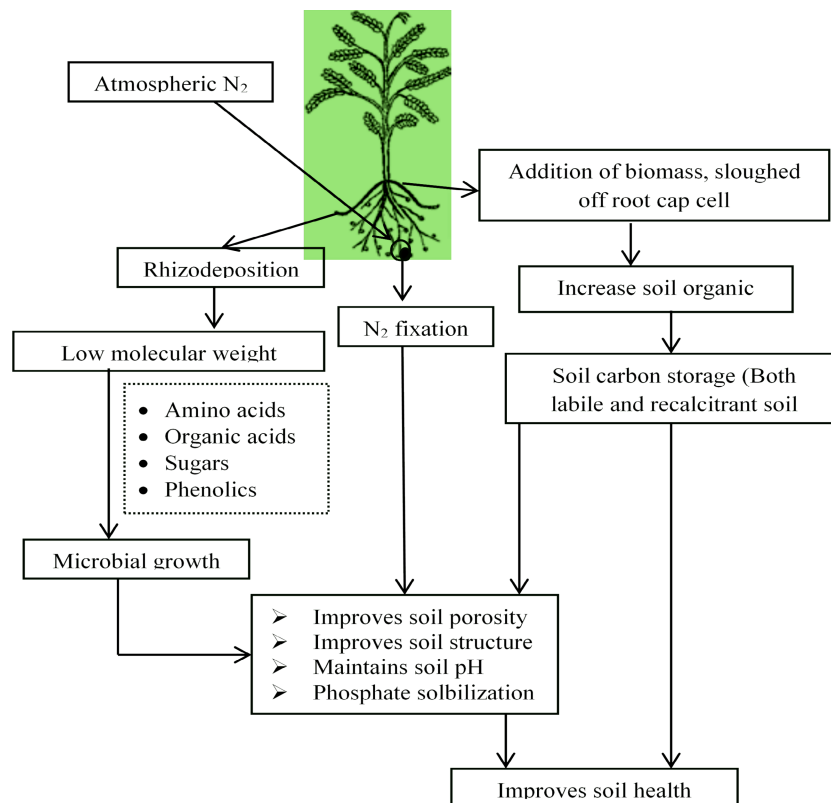 Atmospheric N₂
Addition of biomass, sloughed
off root cap cell
Rhizodeposition
Increase soil organic
N₂ fixation
Low molecular weight
Soil carbon storage (Both
labile and recalcitrant soil
• Amino acids
• Organic acids
• Sugars
• Phenolics
Microbial growth
➢ Improves soil porosity
➢ Improves soil structure
➢ Maintains soil pH
➢ Phosphate solbilization
Improves soil health